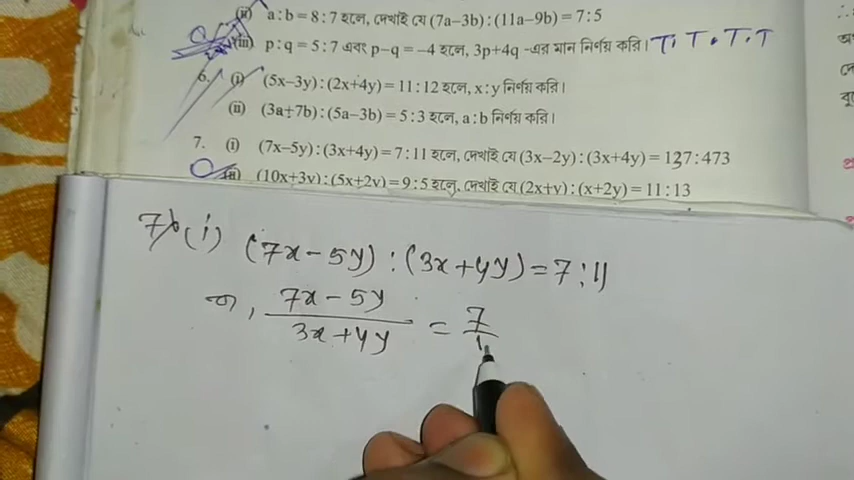 (ii) a:b=8:7 হলে, দেখাই যে (7a–3b):(11a–9b)=7:5
(iii) p:q=5:7 এবং p–q=–4 হলে, 3p+4q -এর মান নির্ণয় করি। T.T.T.T
6. (i) (5x–3y):(2x+4y)=11:12 হলে, x:y নির্ণয় করি।
(ii) (3a+7b):(5a–3b)=5:3 হলে, a:b নির্ণয় করি।
7. (i) (7x–5y):(3x+4y)=7:11 হলে, দেখাই যে (3x–2y):(3x+4y)=137:473
(ii) (10x+3y):(5x+2y)=9:5 হলে, দেখাই যে (2x+y):(x+2y)=11:13
(i) (7x-5y):(3x+4y)=7:11
বা, 7x-5y / 3x+4y = 7/1